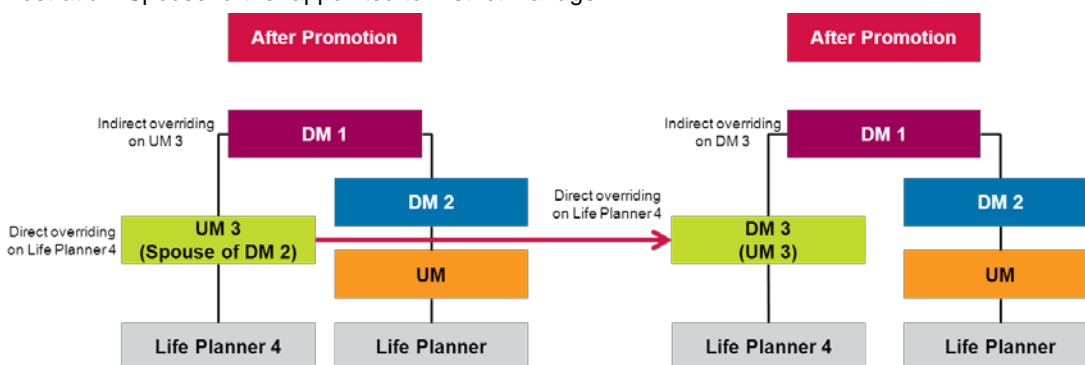 After Promotion
After Promotion
Indirect overriding
on UM 3
DM 1
Indirect overriding
on DM 3
DM 1
DM 2
Direct overriding
on Life Planner 4
DM 2
Direct overriding
on Life Planner 4
UM 3
(Spouse of DM 2)
DM 3
(UM 3)
UM
UM
Life Planner 4
Life Planner
Life Planner 4
Life Planner